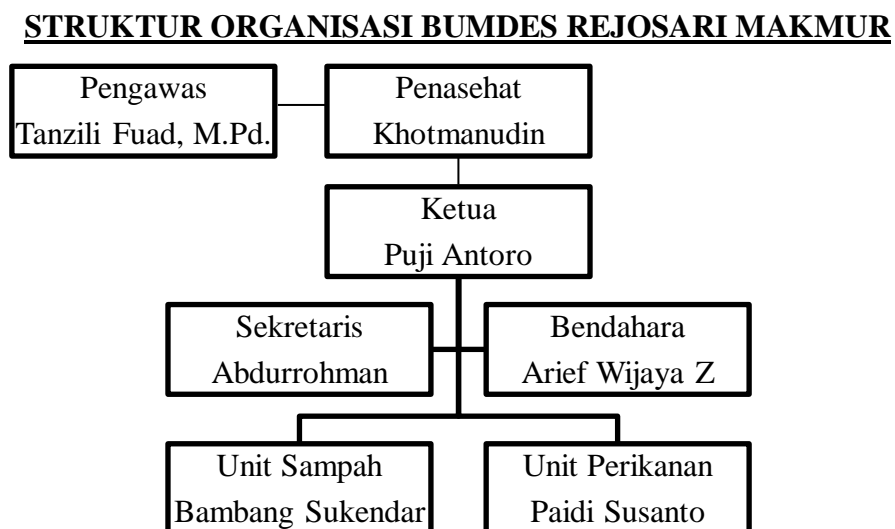 STRUKTUR ORGANISASI BUMDES REJOSARI MAKMUR
Pengawas
Tanzili Fuad, M.Pd.
Penasehat
Khotmanudin
Ketua
Puji Antoro
Sekretaris
Abdurrohman
Bendahara
Arief Wijaya Z
Unit Sampah
Bambang Sukendar
Unit Perikanan
Paidi Susanto